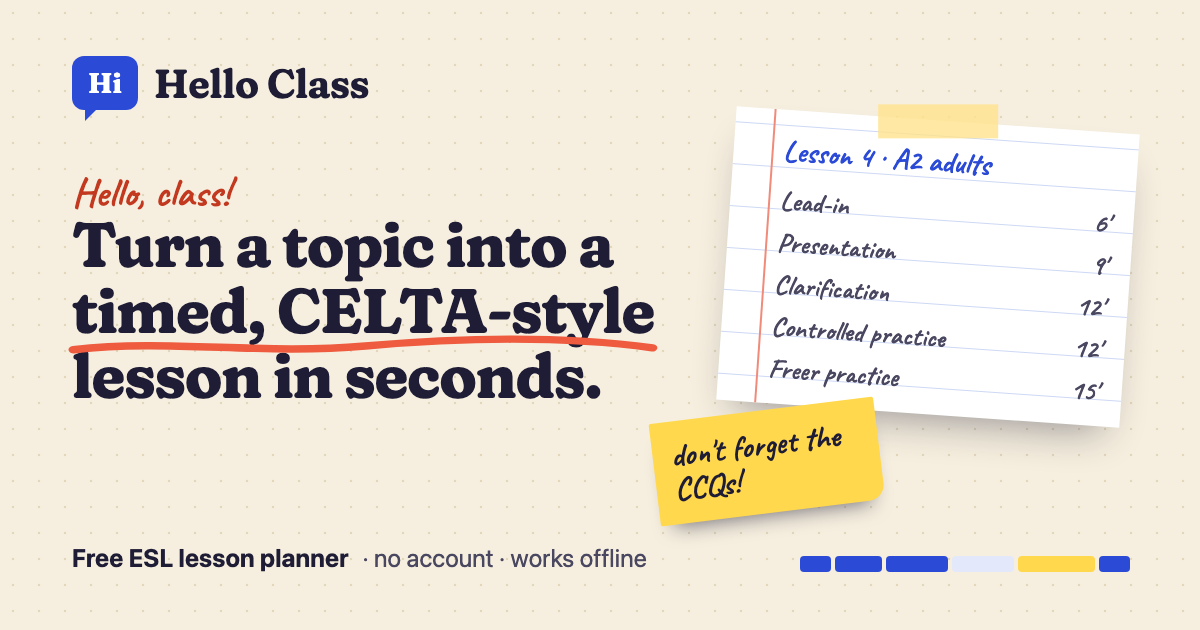 Hi
Hello Class
Hello, class!
Turn a topic into a
timed, CELTA-style
lesson in seconds.
Lesson 4 · A2 adults
Lead-in 6'
Presentation 9'
Clarification 12'
Controlled practice 12'
Freer practice 15'
don't forget the
CCQs!
Free ESL lesson planner · no account · works offline